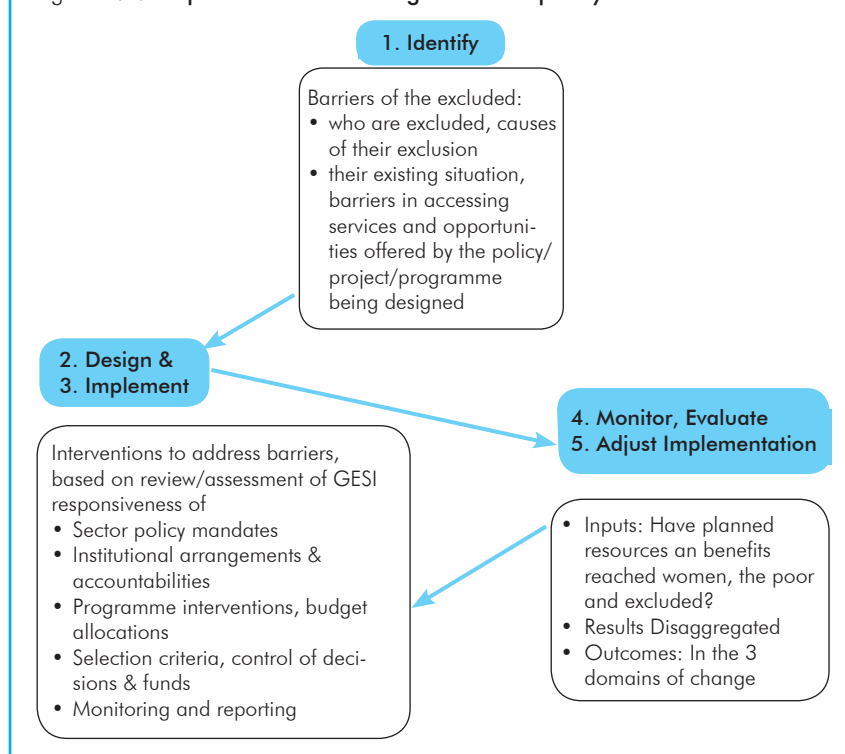 1. Identify
Barriers of the excluded:
• who are excluded, causes
of their exclusion
• their existing situation,
barriers in accessing
services and opportuni-
ties offered by the policy/
project/programme
being designed
2. Design &
3. Implement
Interventions to address barriers,
based on review/assessment of GESI
responsiveness of
• Sector policy mandates
• Institutional arrangements &
accountabilities
• Programme interventions, budget
allocations
• Selection criteria, control of deci-
sions & funds
• Monitoring and reporting
4. Monitor, Evaluate
5. Adjust Implementation
• Inputs: Have planned
resources an benefits
reached women, the poor
and excluded?
• Results Disaggregated
• Outcomes: In the 3
domains of change